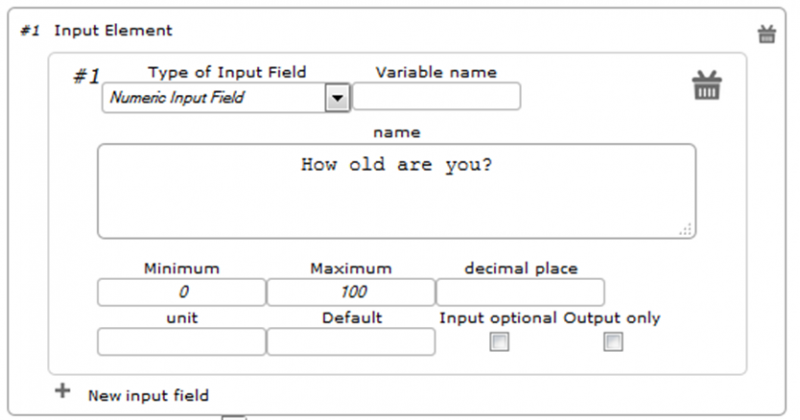 #1 Input Element
#1 Type of Input Field Variable name
Numeric Input Field
name
How old are you?
Minimum Maximum decimal place
0 100
unit Default Input optional Output only
+ New input field